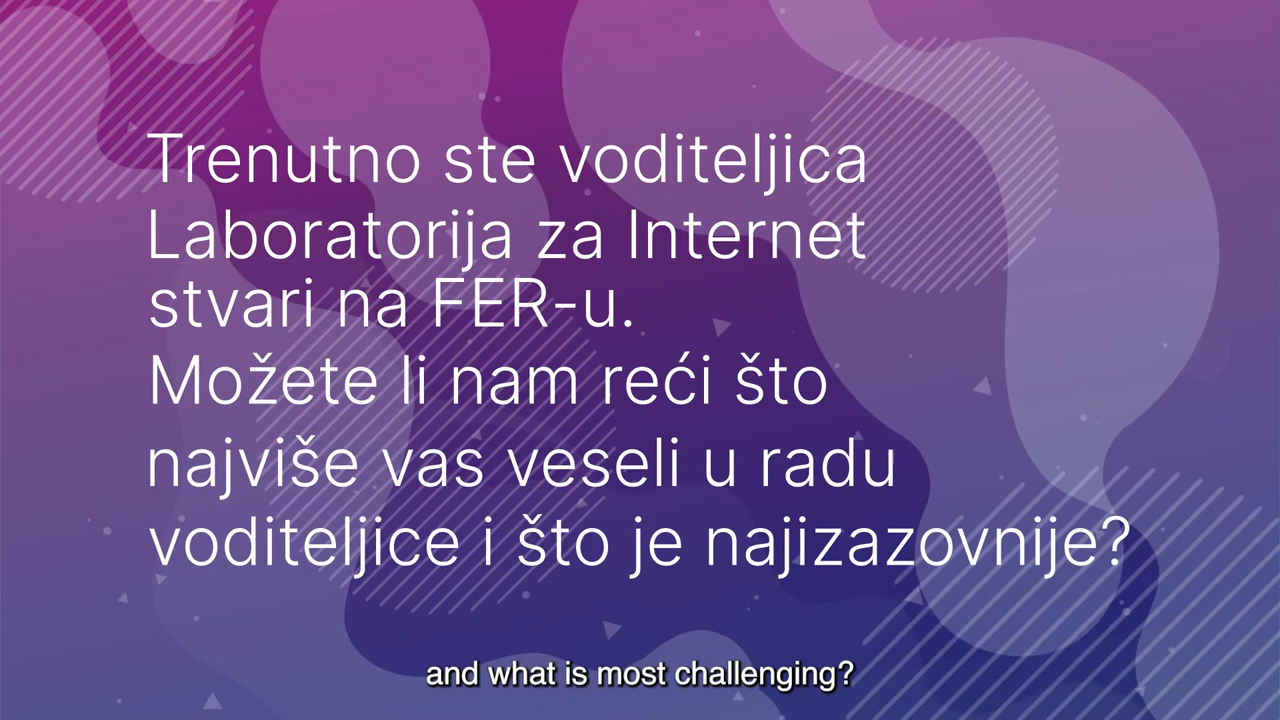 Trenutno ste voditeljica
Laboratorija za Internet
stvari na FER-u.
Možete li nam reći što
najviše vas veseli u radu
voditeljice i što je najizazovnije?
and what is most challenging?